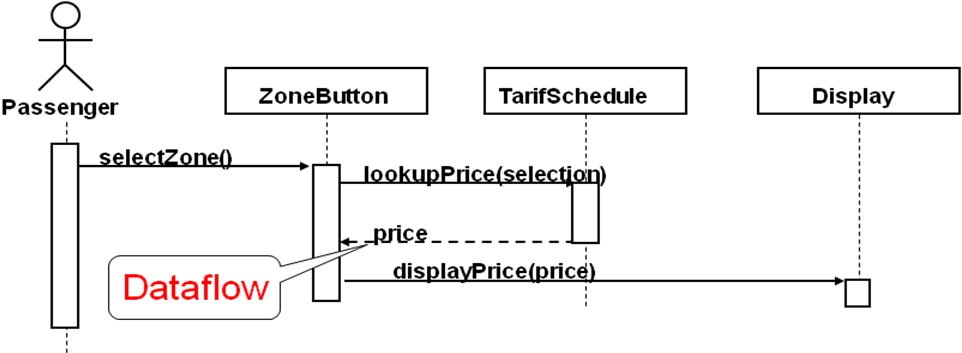 Passenger
ZoneButton
TarifSchedule
Display
selectZone()
lookupPrice(selection)
price
displayPrice(price)
Dataflow